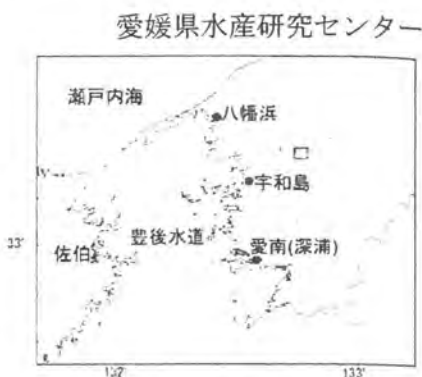 愛媛県水産研究センター
瀬戸内海
八幡浜
宇和島
33'
佐伯
豊後水道
愛南(深浦)
132'
133'